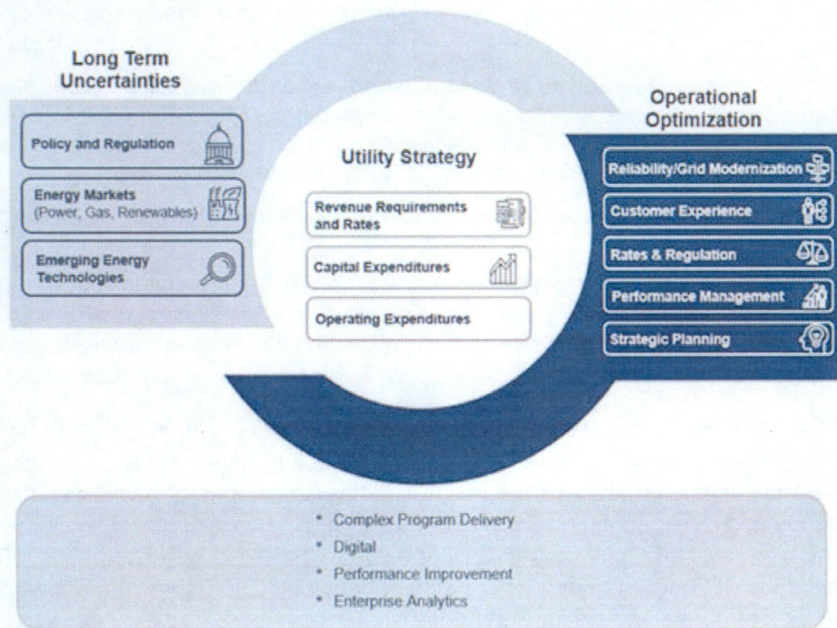 Long Term
Uncertainties
Policy and Regulation
Energy Markets
(Power, Gas, Renewables)
Emerging Energy
Technologies
Utility Strategy
Revenue Requirements
and Rates
Capital Expenditures
Operating Expenditures
Operational
Optimization
Reliability/Grid Modernization
Customer Experience
Rates & Regulation
Performance Management
Strategic Planning
* Complex Program Delivery
* Digital
* Performance Improvement
* Enterprise Analytics